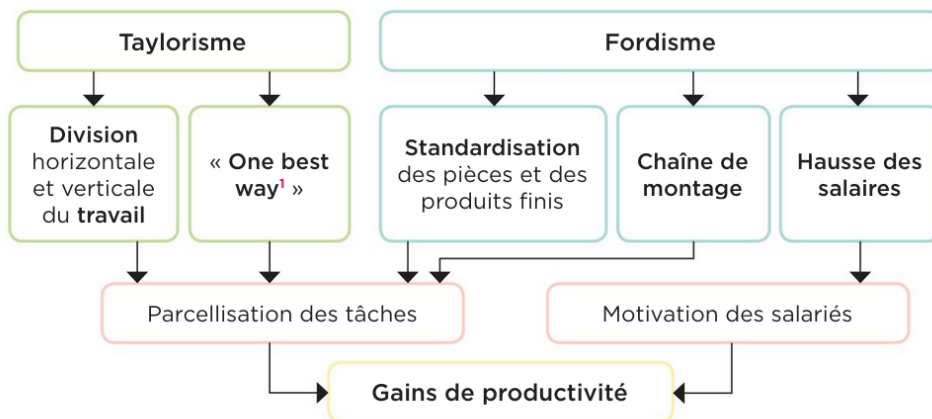 Taylorisme
Fordisme
Division
horizontale
et verticale
du travail
« One best
way¹ »
Standardisation
des pièces et des
produits finis
Chaîne de
montage
Hausse des
salaires
Parcellisation des tâches
Motivation des salariés
Gains de productivité